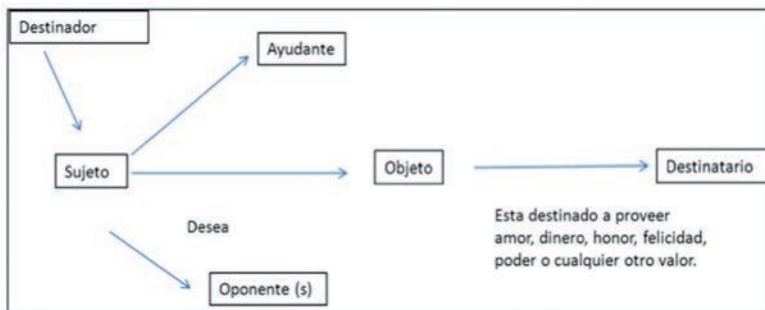 Destinador
Ayudante
Sujeto
Objeto
Destinatario
Desea
Esta destinado a proveer
amor, dinero, honor, felicidad,
poder o cualquier otro valor.
Oponente (s)